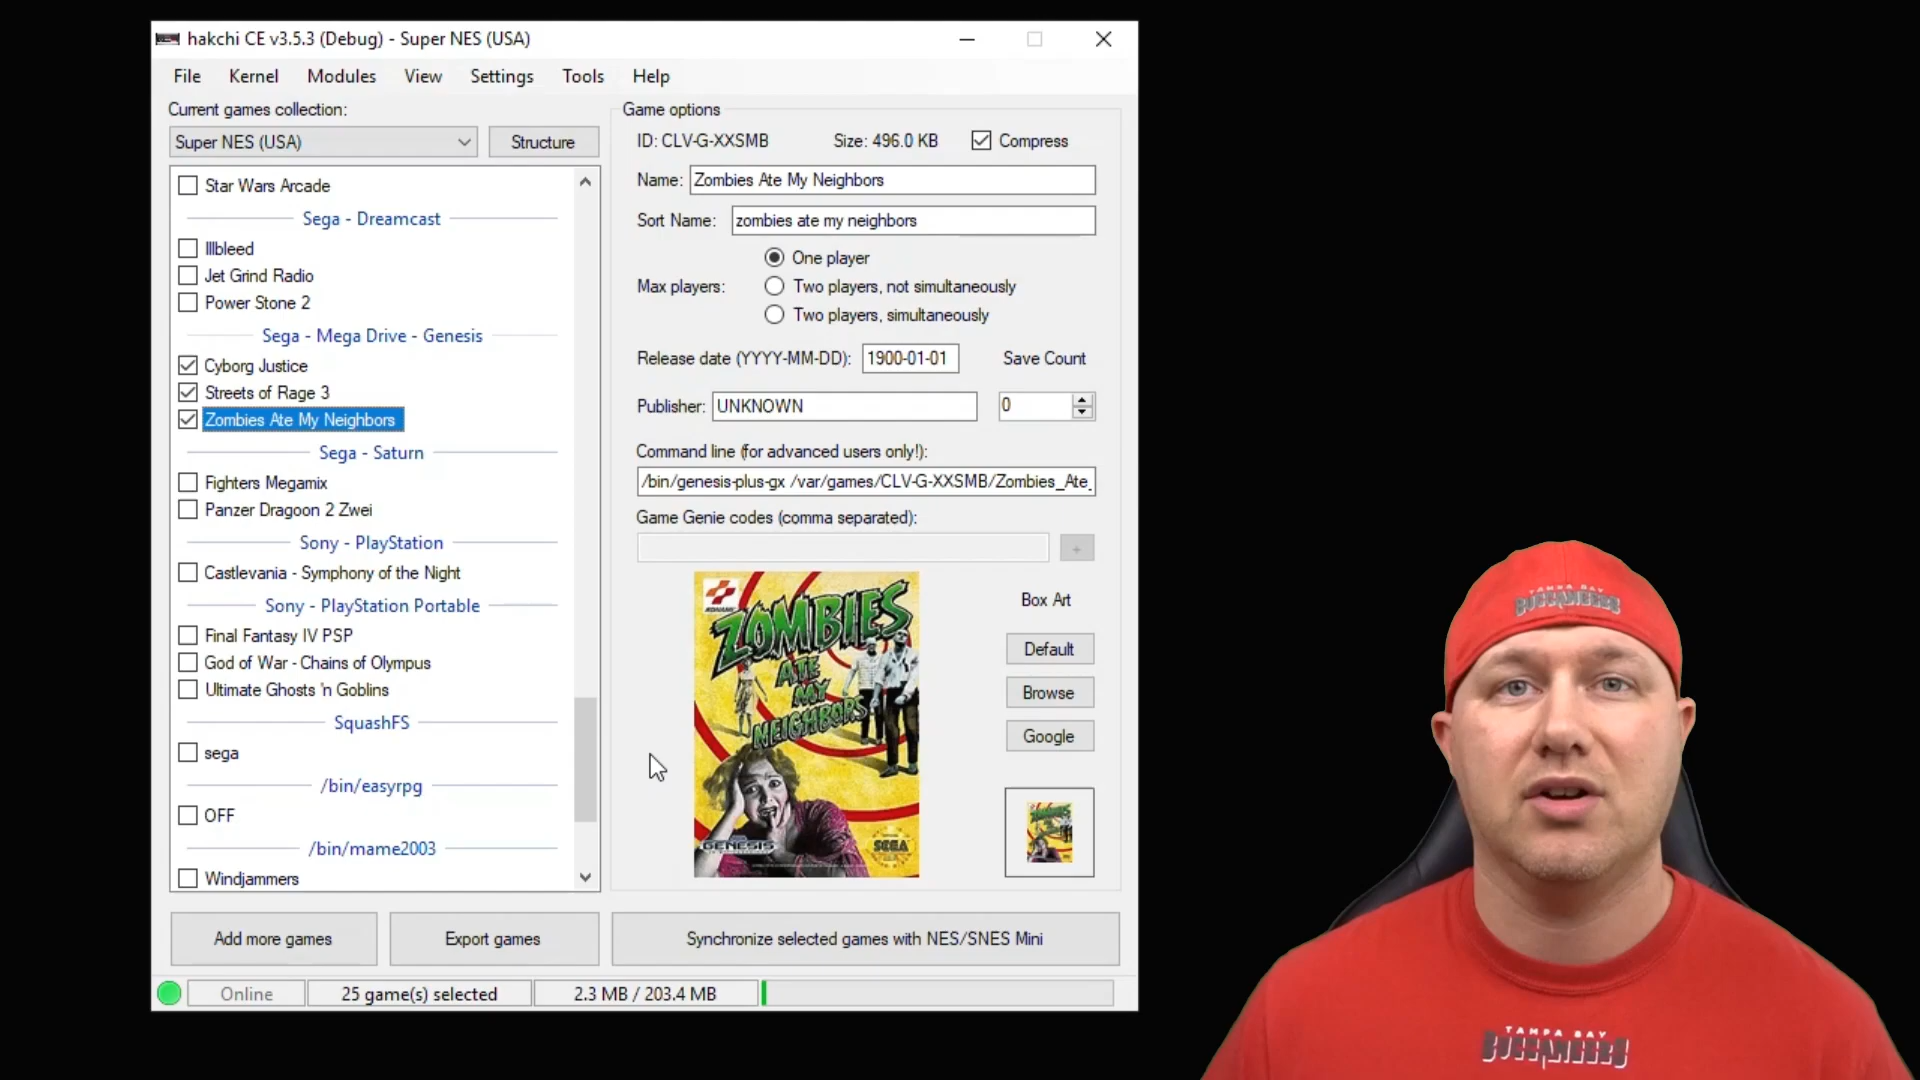 hakchi CE v3.5.3 (Debug) - Super NES (USA)
File Kernel Modules View Settings Tools Help
Current games collection:
Super NES (USA)
Structure
Star Wars Arcade
Sega - Dreamcast
Illbleed
Jet Grind Radio
Power Stone 2
Sega - Mega Drive - Genesis
Cyborg Justice
Streets of Rage 3
Zombies Ate My Neighbors
Sega - Saturn
Fighters Megamix
Panzer Dragoon 2 Zwei
Sony - PlayStation
Castlevania - Symphony of the Night
Sony - PlayStation Portable
Final Fantasy IV PSP
God of War - Chains of Olympus
Ultimate Ghosts 'n Goblins
SquashFS
sega
/bin/easyrpg
OFF
/bin/mame2003
Windjammers
Add more games
Export games
Game options
ID: CLV-G-XXSMB
Size: 496.0 KB
Compress
Name: Zombies Ate My Neighbors
Sort Name: zombies ate my neighbors
Max players:
One player
Two players, not simultaneously
Two players, simultaneously
Release date (YYYY-MM-DD): 1900-01-01
Save Count
Publisher: UNKNOWN
0
Command line (for advanced users only!):
/bin/genesis-plus-gx /var/games/CLV-G-XXSMB/Zombies_Ate_
Game Genie codes (comma separated):
+
KONAMI
ZOMBIES
ATE
MY
NEIGHBORS
GENESIS
SEGA
Box Art
Default
Browse
Google
Synchronize selected games with NES/SNES Mini
Online
25 game(s) selected
2.3 MB / 203.4 MB
TAMPA BAY
BUCCANEERS
TAMPA BAY
BUCCANEERS